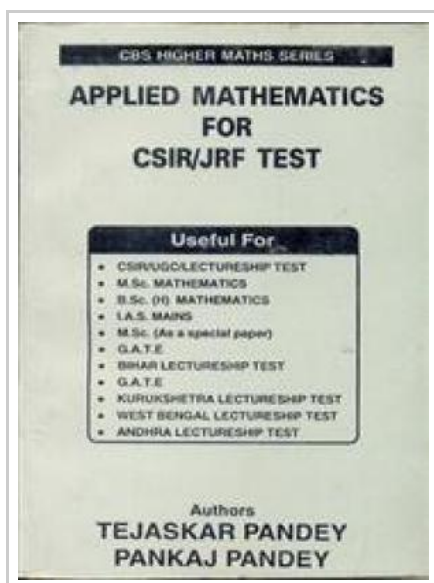 CBS HIGHER MATHS SERIES
APPLIED MATHEMATICS
FOR
CSIR/JRF TEST
Useful For
• CSIR/UGC/LECTURESHIP TEST
• M.Sc. MATHEMATICS
• B.Sc. (H) MATHEMATICS
• I.A.S. MAINS
• M.Sc. (As a special paper)
• G.A.T.E
• BIHAR LECTURESHIP TEST
• G.A.T.E
• KURUKSHETRA LECTURESHIP TEST
• WEST BENGAL LECTURESHIP TEST
• ANDHRA LECTURESHIP TEST
Authors
TEJASKAR PANDEY
PANKAJ PANDEY